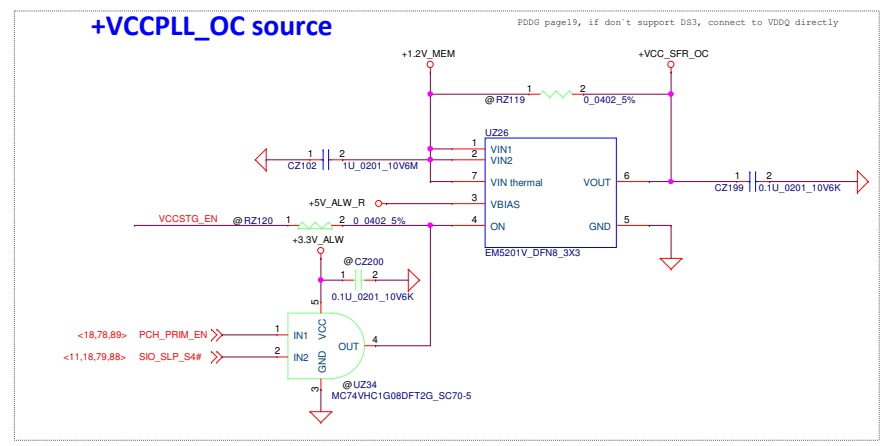 +VCCPLL_OC source
PDDG page19, if don`t support DS3, connect to VDDQ directly
+1.2V_MEM
+VCC_SFR_OC
1 2
@RZ119 0_0402_5%
UZ26
1 VIN1
2 VIN2
1 2
CZ102 1U_0201_10V6M
7 VIN thermal VOUT 6
1 2
CZ199 0.1U_0201_10V6K
+5V_ALW_R 3 VBIAS
VCCSTG_EN @RZ120 1 2 0_0402_5% 4 ON GND 5
EM5201V_DFN8_3X3
+3.3V_ALW
@CZ200
1 2
0.1U_0201_10V6K
5
VCC
<18,78,89> PCH_PRIM_EN 1 IN1
OUT 4
<11,18,79,88> SIO_SLP_S4# 2 IN2
GND
3
@UZ34
MC74VHC1G08DFT2G_SC70-5